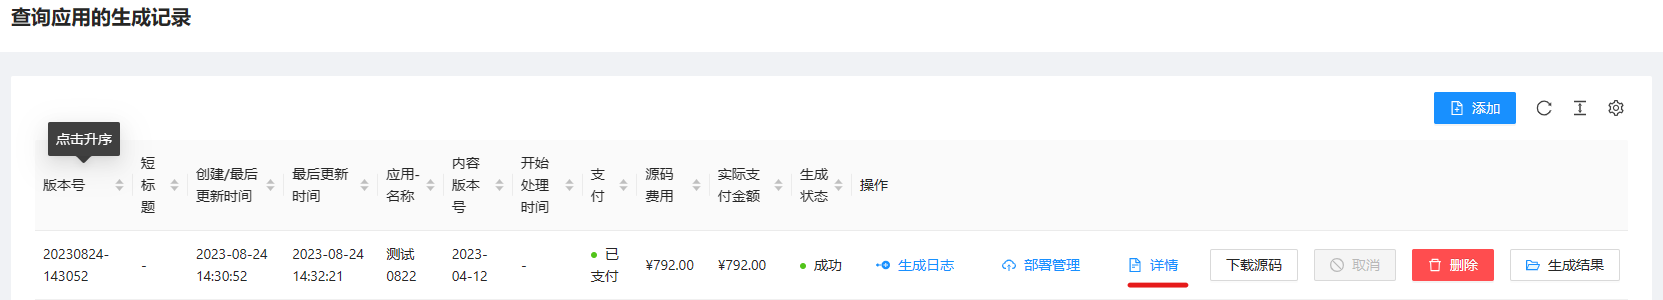 查询应用的生成记录
添加
点击升序
版本号
短
标
题
创建/最后
更新时间
最后更新
时间
应用-
名称
内容
版本
号
开始
处理
时间
支
付
源码
费用
实际支
付金额
生成
状态
操作
20230824-
143052
-
2023-08-24
14:30:52
2023-08-24
14:32:21
测试
0822
2023-
04-12
-
已
支付
¥792.00
¥792.00
成功
生成日志
部署管理
详情
下载源码
取消
删除
生成结果